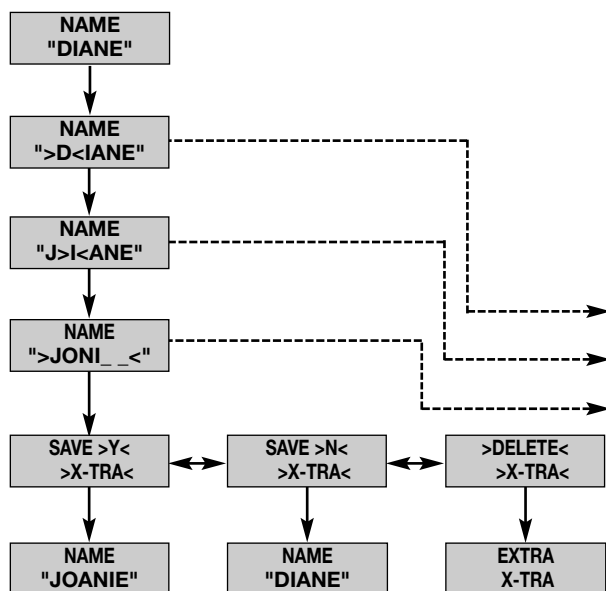 NAME
"DIANE"
NAME
">D<IANE"
NAME
"J>I<ANE"
NAME
">JONI_ _<"
SAVE >Y<
>X-TRA<
SAVE >N<
>X-TRA<
>DELETE<
>X-TRA<
NAME
"JOANIE"
NAME
"DIANE"
EXTRA
X-TRA